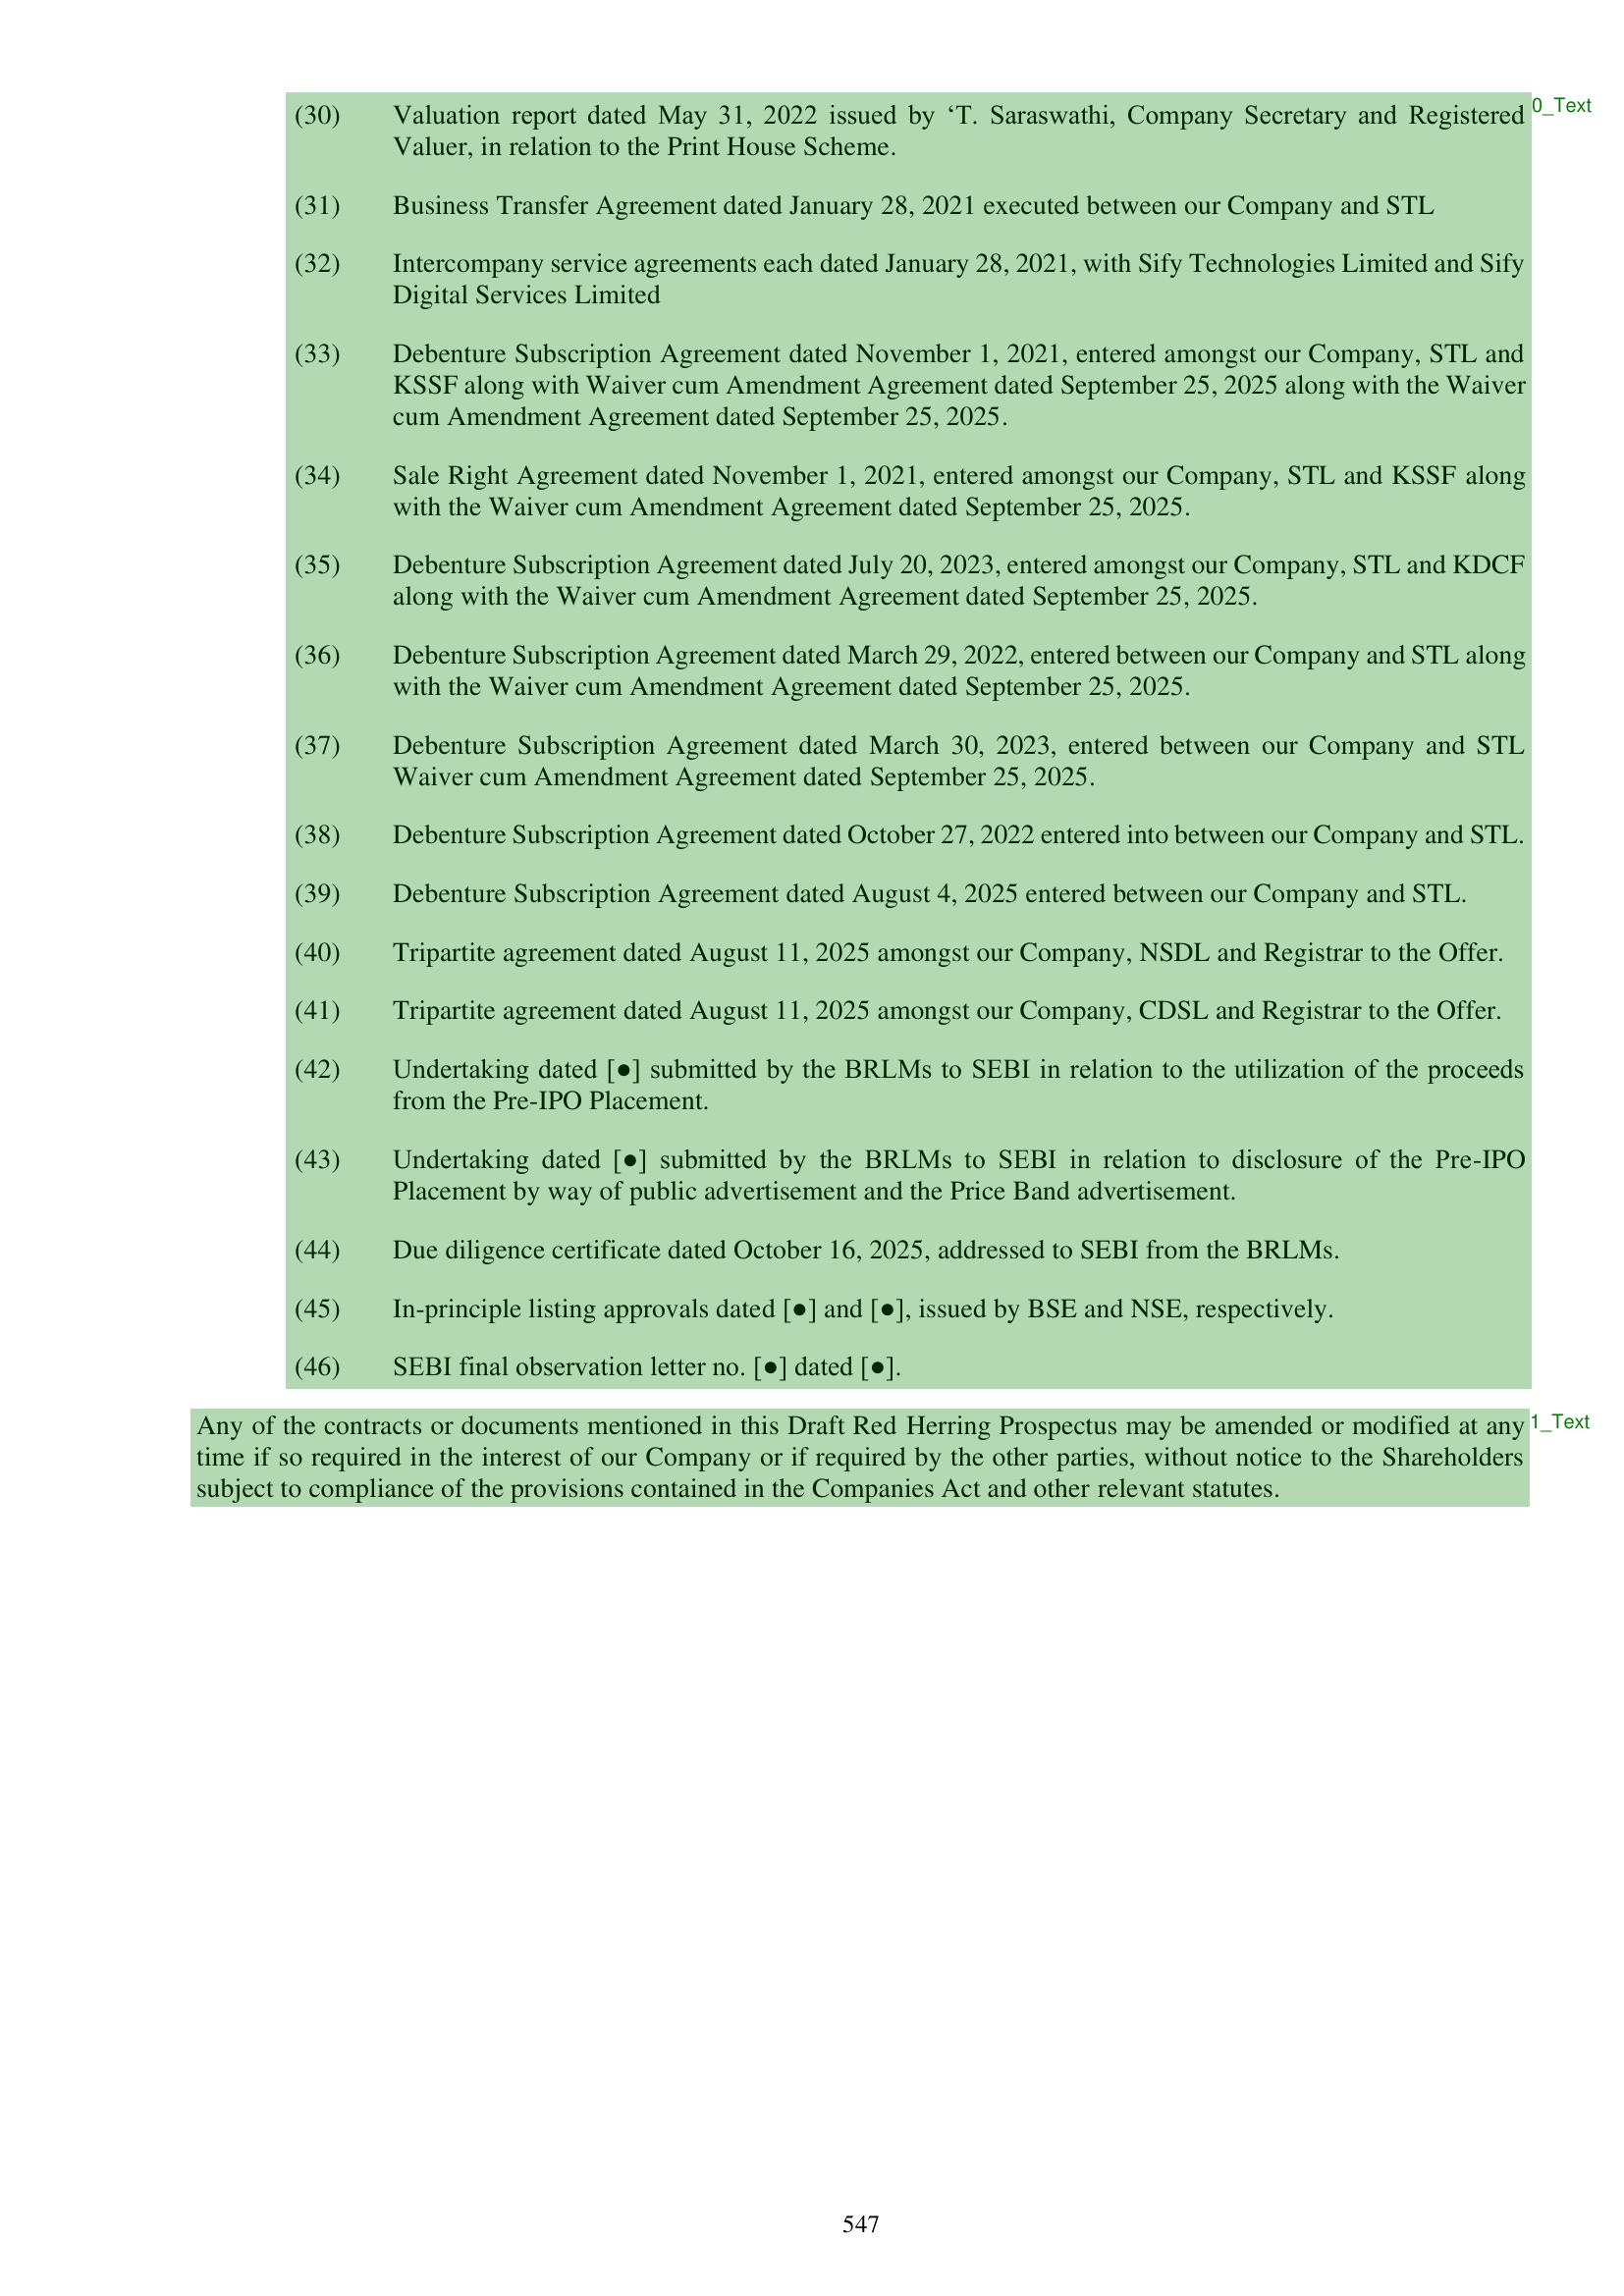 (30) Valuation report dated May 31, 2022 issued by ‘T. Saraswathi, Company Secretary and Registered
Valuer, in relation to the Print House Scheme.
(31) Business Transfer Agreement dated January 28, 2021 executed between our Company and STL
(32) Intercompany service agreements each dated January 28, 2021, with Sify Technologies Limited and Sify
Digital Services Limited
(33) Debenture Subscription Agreement dated November 1, 2021, entered amongst our Company, STL and
KSSF along with Waiver cum Amendment Agreement dated September 25, 2025 along with the Waiver
cum Amendment Agreement dated September 25, 2025.
(34) Sale Right Agreement dated November 1, 2021, entered amongst our Company, STL and KSSF along
with the Waiver cum Amendment Agreement dated September 25, 2025.
(35) Debenture Subscription Agreement dated July 20, 2023, entered amongst our Company, STL and KDCF
along with the Waiver cum Amendment Agreement dated September 25, 2025.
(36) Debenture Subscription Agreement dated March 29, 2022, entered between our Company and STL along
with the Waiver cum Amendment Agreement dated September 25, 2025.
(37) Debenture Subscription Agreement dated March 30, 2023, entered between our Company and STL
Waiver cum Amendment Agreement dated September 25, 2025.
(38) Debenture Subscription Agreement dated October 27, 2022 entered into between our Company and STL.
(39) Debenture Subscription Agreement dated August 4, 2025 entered between our Company and STL.
(40) Tripartite agreement dated August 11, 2025 amongst our Company, NSDL and Registrar to the Offer.
(41) Tripartite agreement dated August 11, 2025 amongst our Company, CDSL and Registrar to the Offer.
(42) Undertaking dated [●] submitted by the BRLMs to SEBI in relation to the utilization of the proceeds
from the Pre-IPO Placement.
(43) Undertaking dated [●] submitted by the BRLMs to SEBI in relation to disclosure of the Pre-IPO
Placement by way of public advertisement and the Price Band advertisement.
(44) Due diligence certificate dated October 16, 2025, addressed to SEBI from the BRLMs.
(45) In-principle listing approvals dated [●] and [●], issued by BSE and NSE, respectively.
(46) SEBI final observation letter no. [●] dated [●].
0_Text
Any of the contracts or documents mentioned in this Draft Red Herring Prospectus may be amended or modified at any
time if so required in the interest of our Company or if required by the other parties, without notice to the Shareholders
subject to compliance of the provisions contained in the Companies Act and other relevant statutes.
1_Text
547